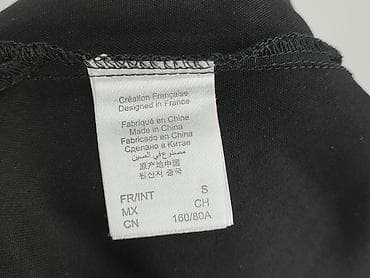 Création Française
Designed in France
Fabriqué en Chine
Made in China
Fabricado en China
Сделано в Китае
مصنوع في الصين
原产地中国
원산지 중국
FR/INT S
MX CH
CN 160/80A